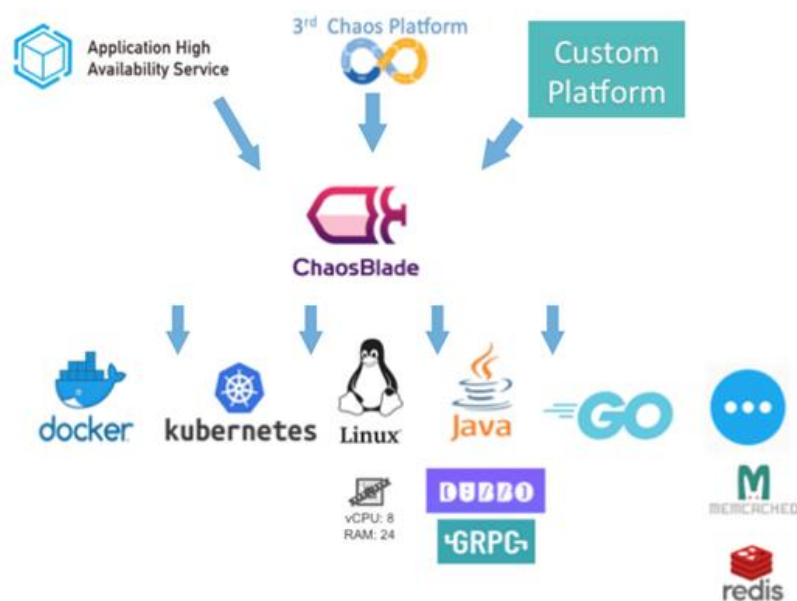 Application High
Availability Service
3rd Chaos Platform
Custom
Platform
ChaosBlade
docker
kubernetes
Linux
Java
GO
vCPU: 8
RAM: 24
DUBBO
GRPC
MEMCACHED
redis